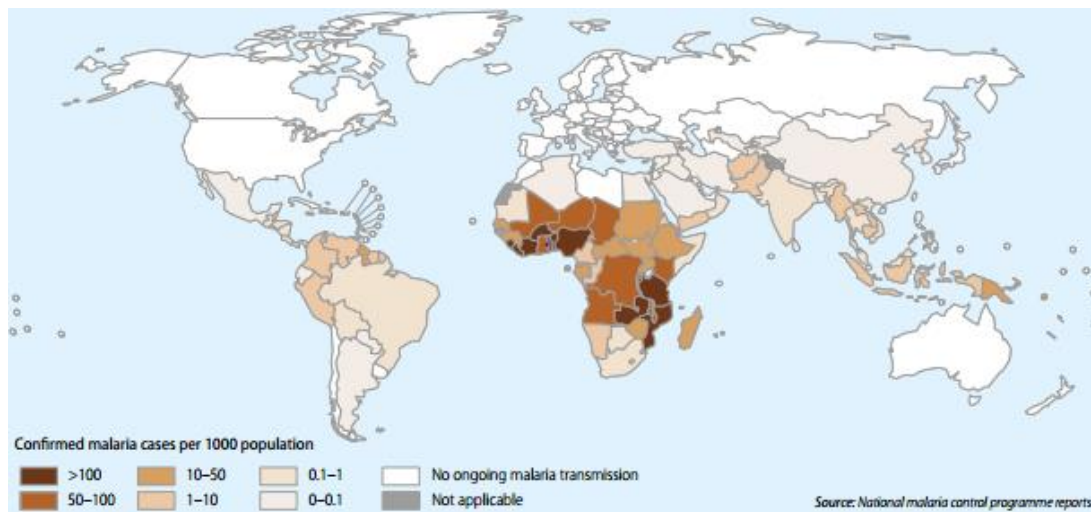 Confirmed malaria cases per 1000 population
>100 10–50 0.1–1 No ongoing malaria transmission
50–100 1–10 0–0.1 Not applicable
Source: National malaria control programme reports